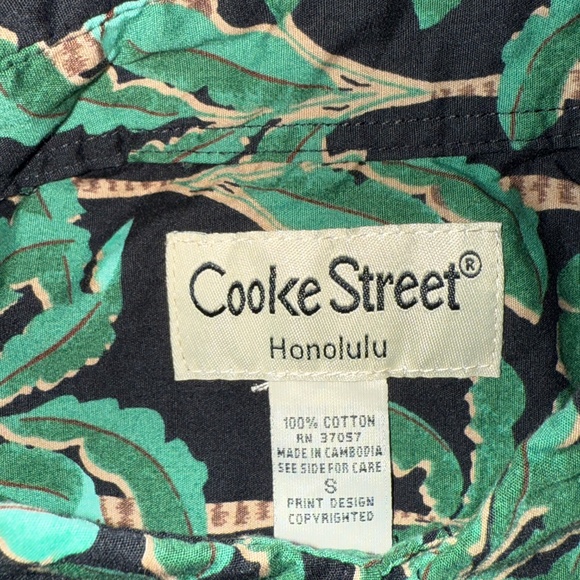 Cooke Street®
Honolulu
100% COTTON
RN 37057
MADE IN CAMBODIA
SEE SIDE FOR CARE
S
PRINT DESIGN
COPYRIGHTED